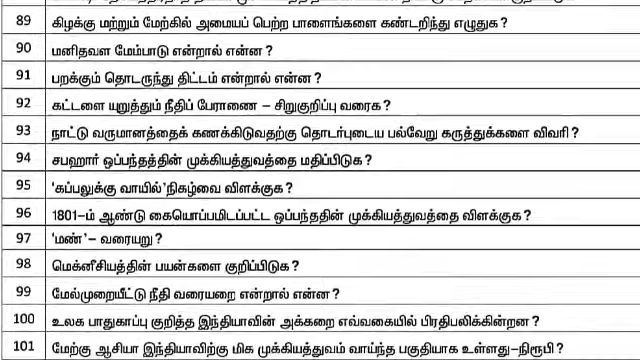 89 கிழக்கு மற்றும் மேற்கில் அமையப் பெற்ற பாளைங்களை கண்டறிந்து எழுதுக?
90 மனிதவள மேம்பாடு என்றால் என்ன?
91 பறக்கும் தொடருந்து திட்டம் என்றால் என்ன?
92 கட்டளை யுறுத்தும் நீதிப் பேராணை – சிறுகுறிப்பு வரைக?
93 நாட்டு வருமானத்தைக் கணக்கிடுவதற்கு தொடர்புடைய பல்வேறு கருத்துக்களை விவரி?
94 சபஹார் ஒப்பந்தத்தின் முக்கியத்துவத்தை மதிப்பிடுக?
95 'கப்பலுக்கு வாயில்'நிகழ்வை விளக்குக?
96 1801–ம் ஆண்டு கையொப்பமிடப்பட்ட ஒப்பந்ததின் முக்கியத்துவத்தை விளக்குக?
97 'மண்' – வரையறு?
98 மெக்னீசியத்தின் பயன்களை குறிப்பிடுக?
99 மேல்முறையீட்டு நீதி வரையறை என்றால் என்ன?
100 உலக பாதுகாப்பு குறித்த இந்தியாவின் அக்கறை எவ்வகையில் பிரதிபலிக்கின்றன?
101 மேற்கு ஆசியா இந்தியாவிற்கு மிக முக்கியத்துவம் வாய்ந்த பகுதியாக உள்ளது–நிரூபி?